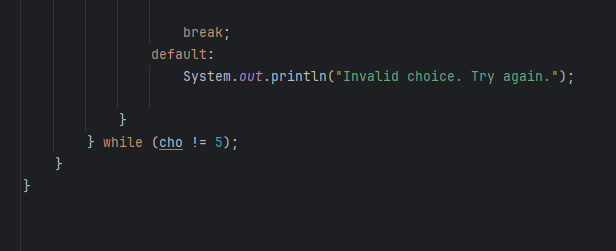 break;
default:
System.out.println("Invalid choice. Try again.");
}
} while (cho != 5);
}
}